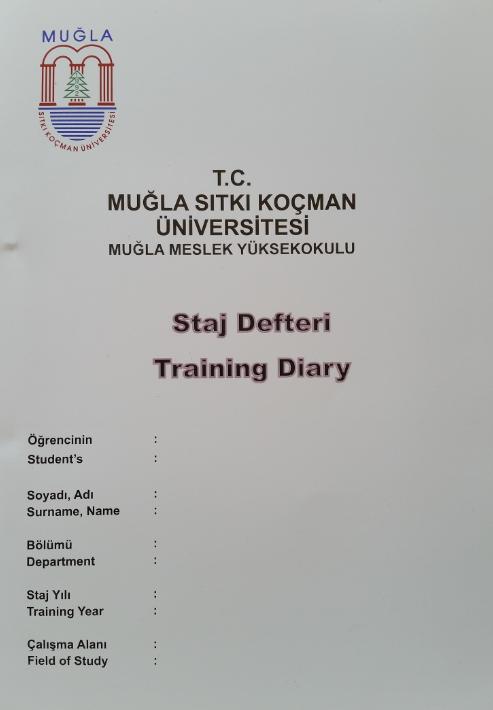 MUĞLA
SITKI KOÇMAN ÜNİVERSİTESİ
T.C.
MUĞLA SITKI KOÇMAN
ÜNİVERSİTESİ
MUĞLA MESLEK YÜKSEKOKULU
Staj Defteri
Training Diary
Öğrencinin :
Student's :
Soyadı, Adı :
Surname, Name :
Bölümü :
Department :
Staj Yılı :
Training Year :
Çalışma Alanı :
Field of Study :